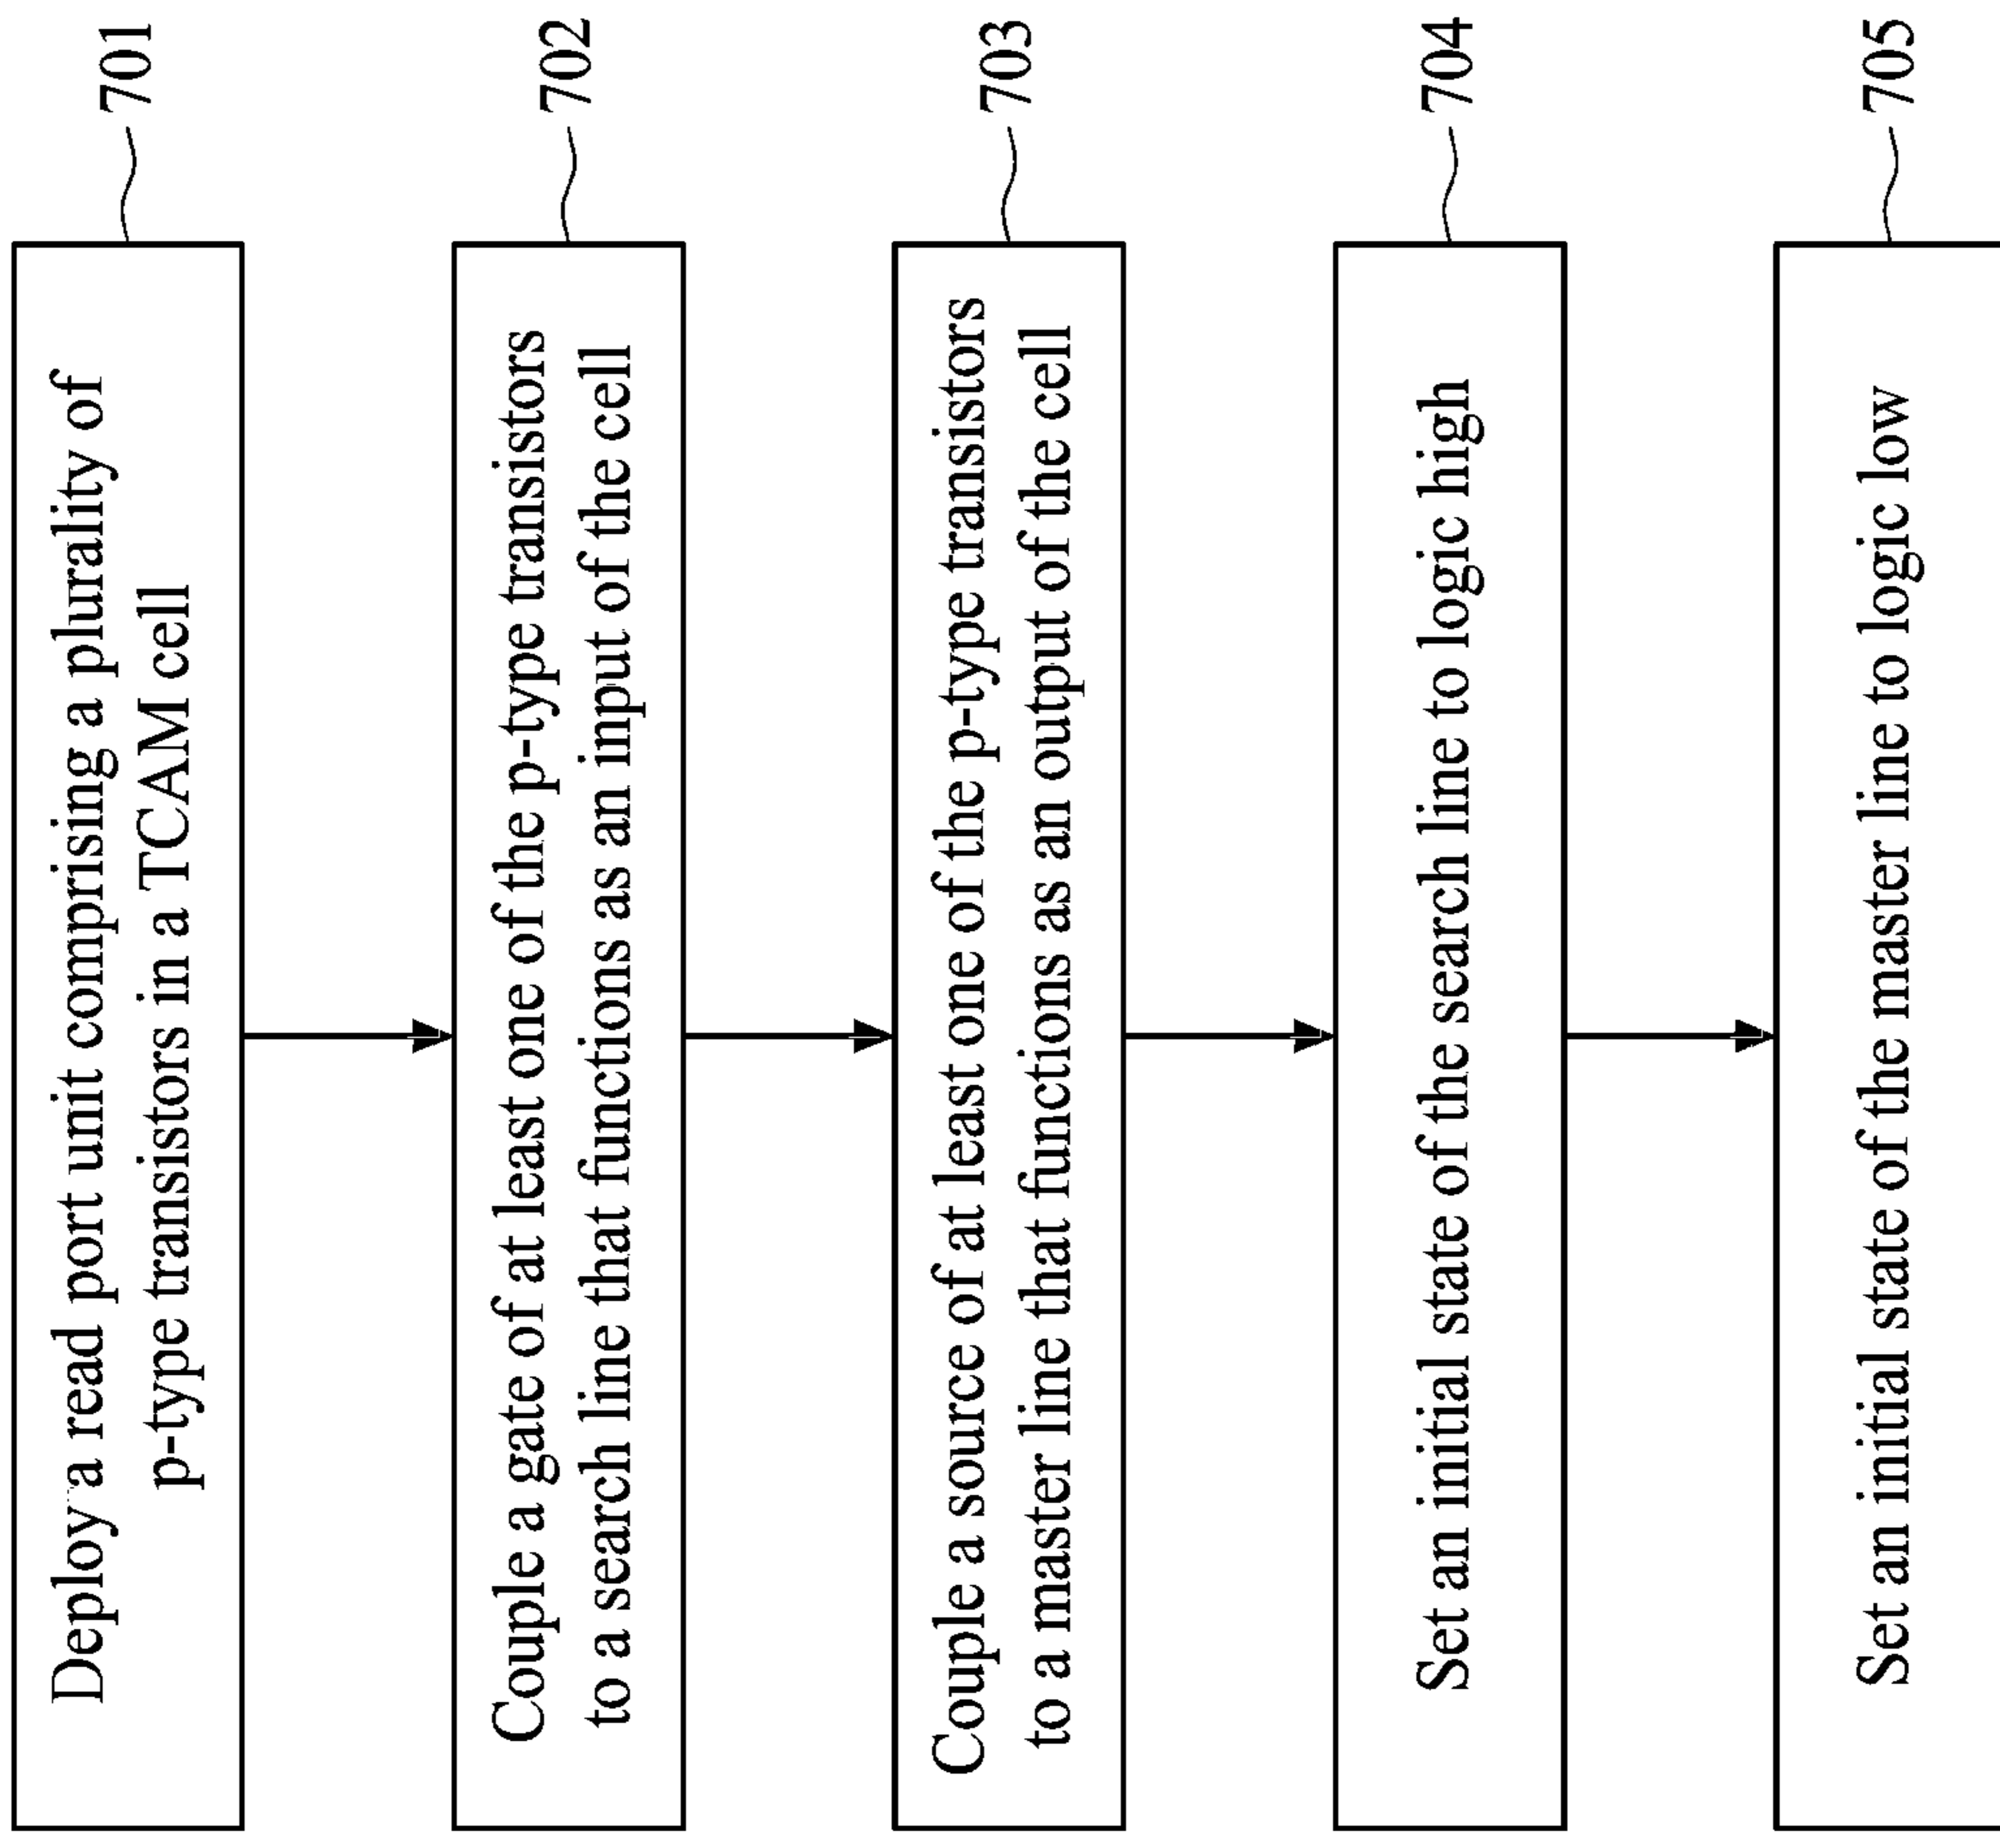 Deploy a read port unit comprising a plurality of
p-type transistors in a TCAM cell
701
Couple a gate of at least one of the p-type transistors
to a search line that functions as an input of the cell
702
Couple a source of at least one of the p-type transistors
to a master line that functions as an output of the cell
703
Set an initial state of the search line to logic high
704
Set an initial state of the master line to logic low
705